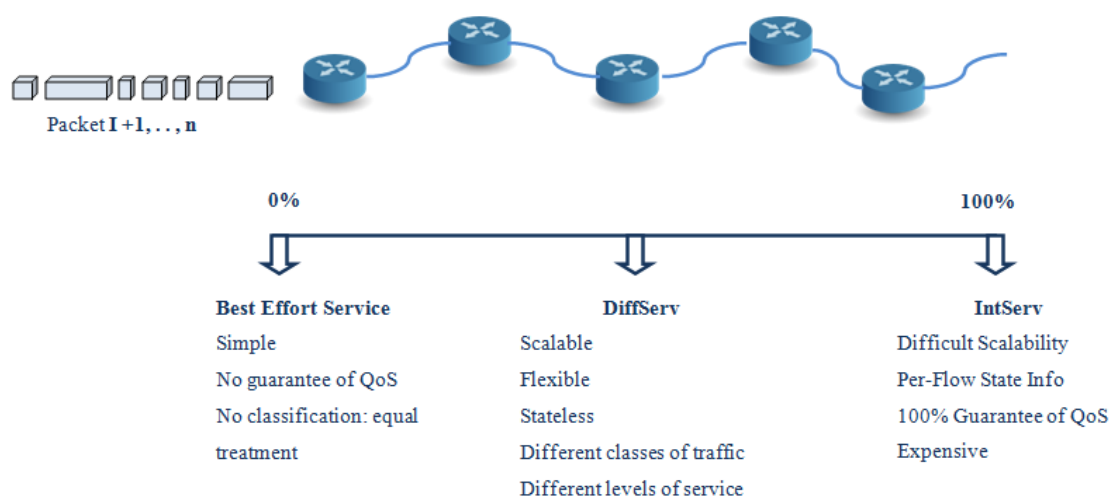 Packet I +1, . . , n
0%
100%
Best Effort Service
Simple
No guarantee of QoS
No classification: equal
treatment
DiffServ
Scalable
Flexible
Stateless
Different classes of traffic
Different levels of service
IntServ
Difficult Scalability
Per-Flow State Info
100% Guarantee of QoS
Expensive